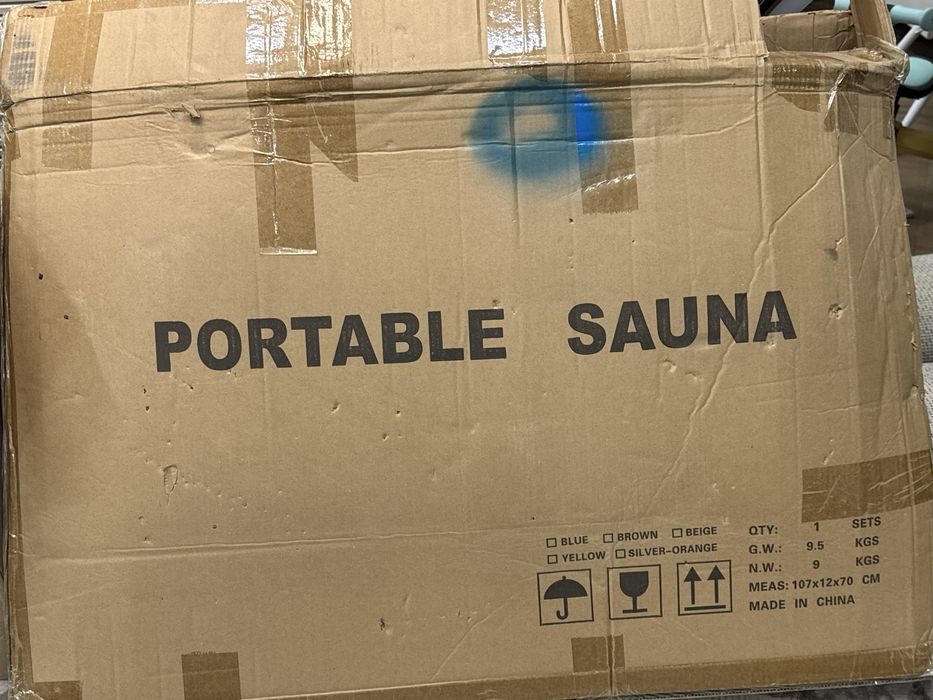 PORTABLE SAUNA
☐ BLUE ☐ BROWN ☐ BEIGE
☐ YELLOW ☐ SILVER-ORANGE
QTY: 1 SETS
G.W.: 9.5 KGS
N.W.: 9 KGS
MEAS: 107x12x70 CM
MADE IN CHINA